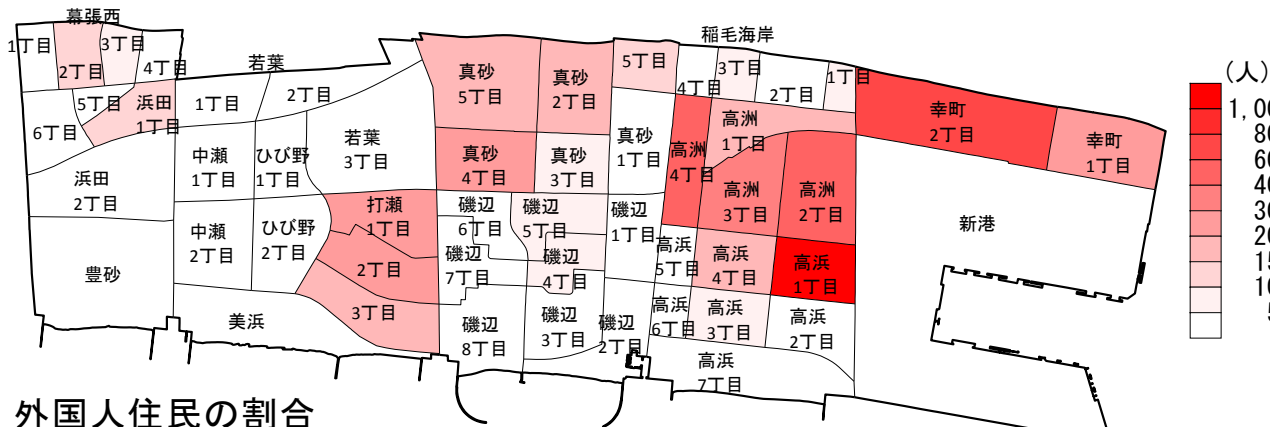 幕張西
1丁目
3丁目
2丁目
4丁目
5丁目
6丁目
浜田
1丁目
浜田
2丁目
豊砂
若葉
1丁目
2丁目
若葉
3丁目
中瀬
1丁目
ひび野
1丁目
中瀬
2丁目
ひび野
2丁目
美浜
打瀬
1丁目
2丁目
3丁目
真砂
5丁目
真砂
2丁目
真砂
4丁目
真砂
3丁目
真砂
1丁目
磯辺
6丁目
磯辺
5丁目
磯辺
1丁目
磯辺
7丁目
磯辺
4丁目
磯辺
8丁目
磯辺
3丁目
磯辺
2丁目
稲毛海岸
5丁目
4丁目
3丁目
2丁目
1丁目
高洲
1丁目
高洲
4丁目
高洲
3丁目
高洲
2丁目
高浜
5丁目
高浜
4丁目
高浜
1丁目
高浜
6丁目
高浜
3丁目
高浜
2丁目
高浜
7丁目
幸町
2丁目
幸町
1丁目
新港
(人)
外国人住民の割合